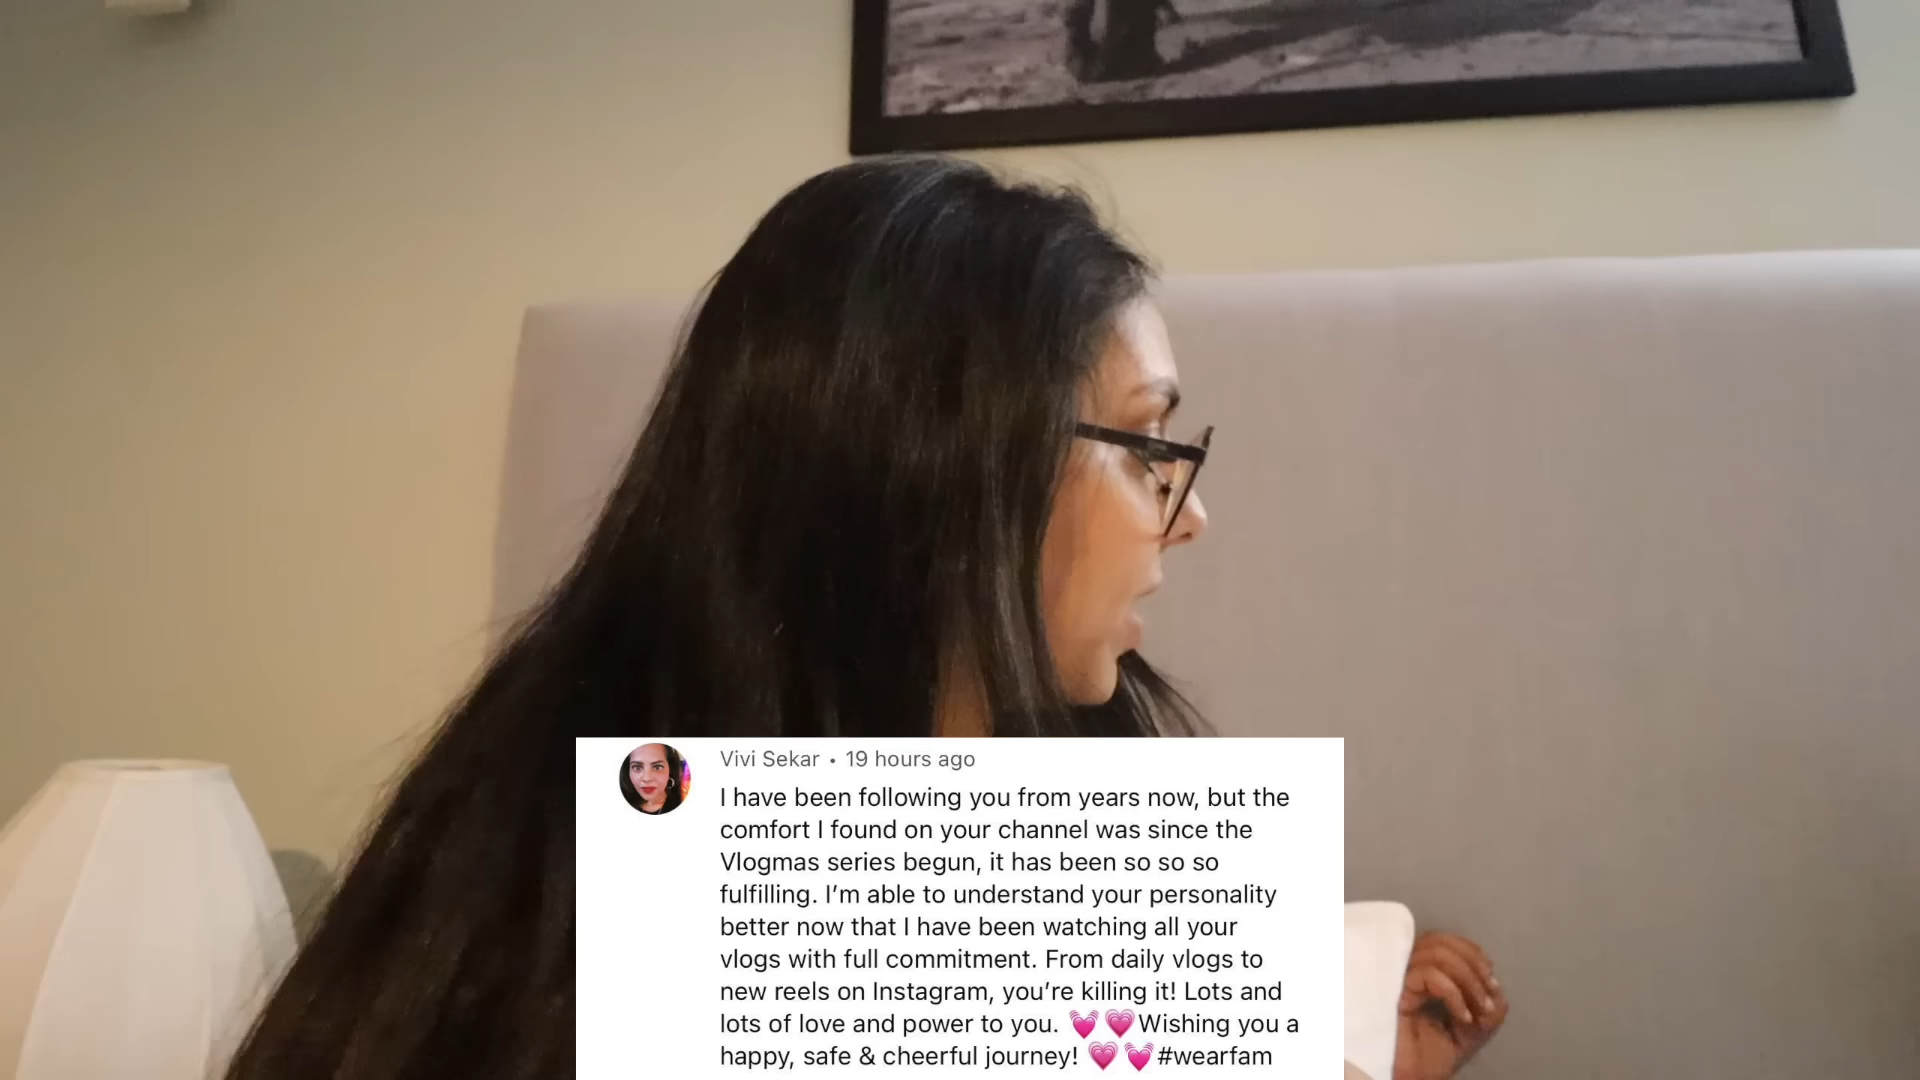 Vivi Sekar • 19 hours ago
I have been following you from years now, but the
comfort I found on your channel was since the
Vlogmas series begun, it has been so so so
fulfilling. I’m able to understand your personality
better now that I have been watching all your
vlogs with full commitment. From daily vlogs to
new reels on Instagram, you’re killing it! Lots and
lots of love and power to you. 💓 💗Wishing you a
happy, safe & cheerful journey! 💗 💓#wearfam